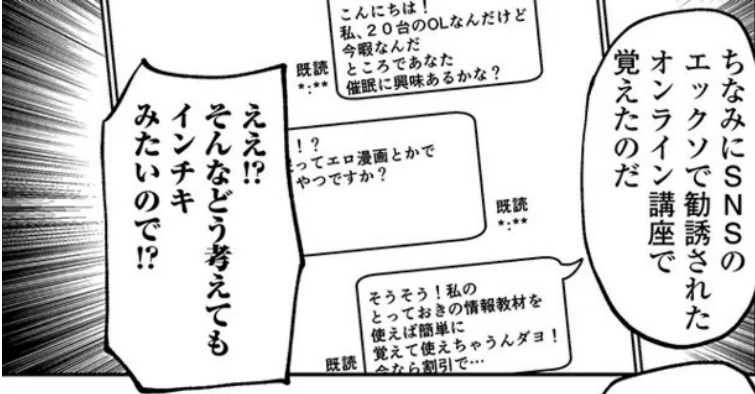 ちなみにSNSの
エックソで勧誘された
オンライン講座で
覚えたのだ
こんにちは!
私、20台のOLなんだけど
今暇なんだ
ところであなた
催眠に興味あるかな?
既読
*:**
!?
ってエロ漫画とかで
やつですか?
既読
*:**
そうそう!私の
とっておきの情報教材を
使えば簡単に
覚えて使えちゃうんダヨ!
今なら割引で…
既読
ええ!?
そんなどう考えても
インチキ
みたいので!?